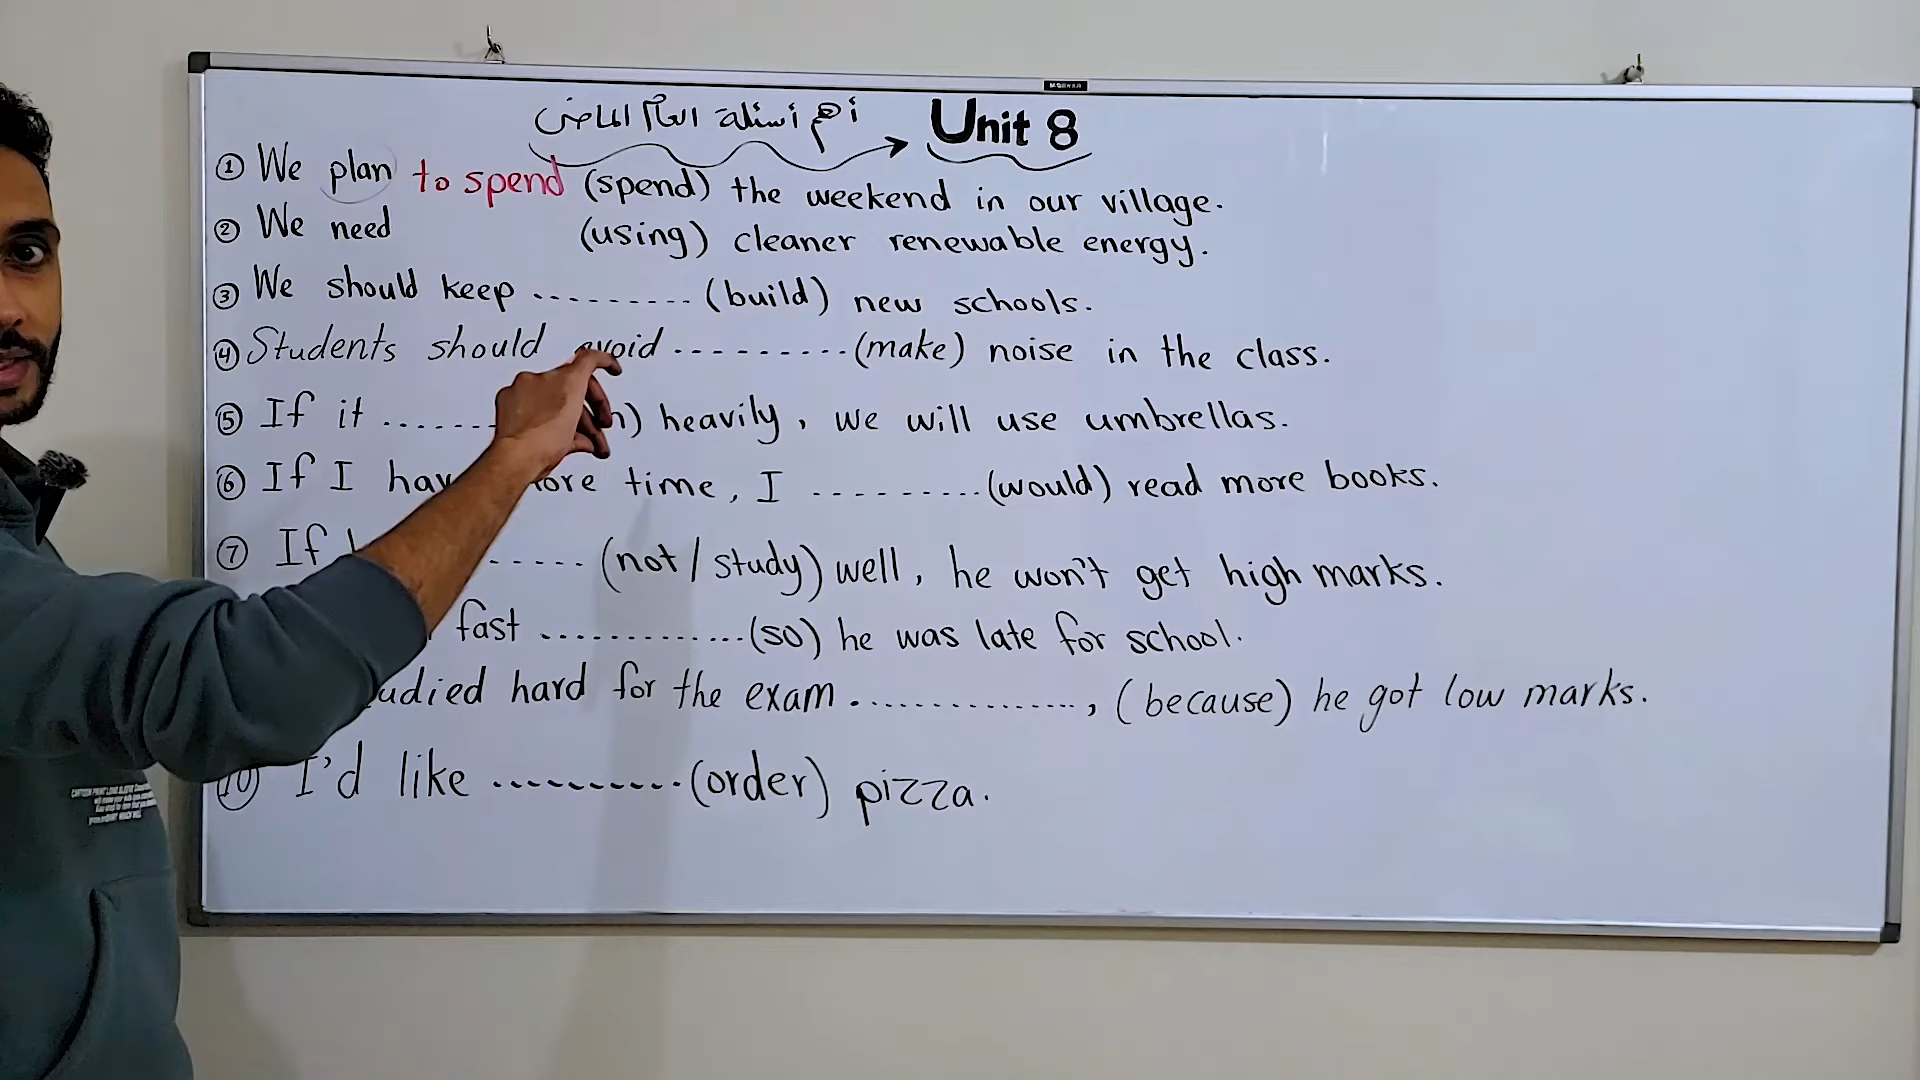 أهم أسئلة العام الماضى → Unit 8
① We plan to spend (spend) the weekend in our village.
② We need (using) cleaner renewable energy.
③ We should keep ......... (build) new schools.
④ Students should avoid ......... (make) noise in the class.
⑤ If it ....... heavily, we will use umbrellas.
⑥ If I time, I ......... (would) read more books.
⑦ If ..... (not / study) well, he won't get high marks.
fast ............. (so) he was late for school.
hard for the exam ..............., (because) he got low marks.
10 I'd like .......... (order) pizza.